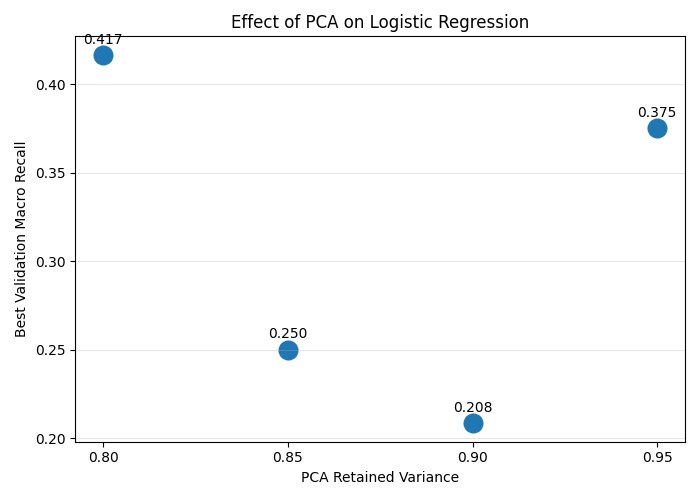 Effect of PCA on Logistic Regression
0.417
0.40
0.375
0.35
0.30
0.250
0.25
0.208
0.20
Best Validation Macro Recall
0.80 0.85 0.90 0.95
PCA Retained Variance